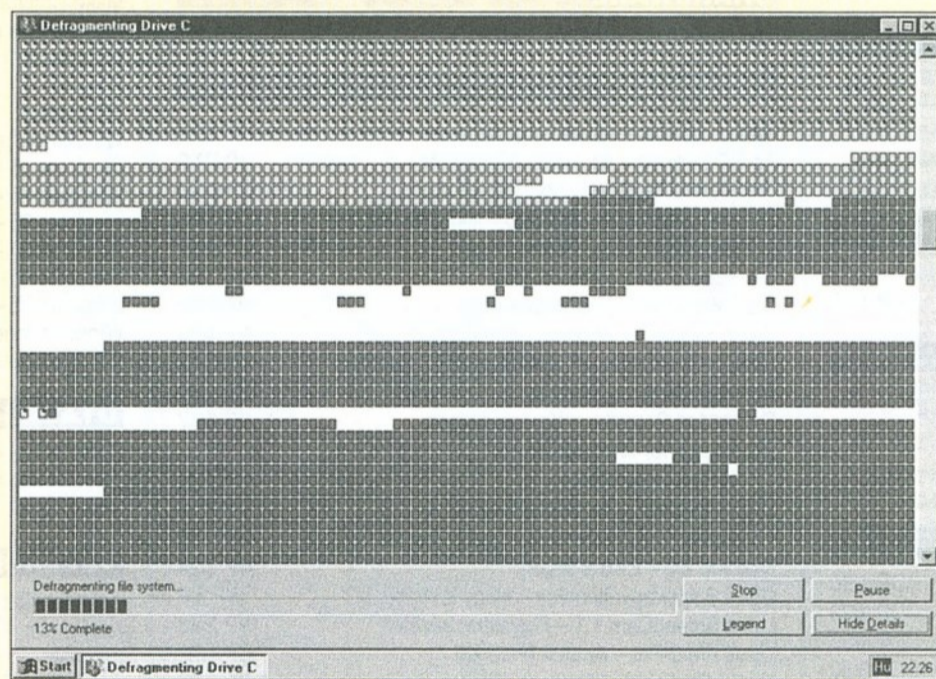 Defragmenting Drive C
Defragmenting file system...
13% Complete
Stop
Pause
Legend
Hide Details
Start
Defragmenting Drive C
Hu
22.26